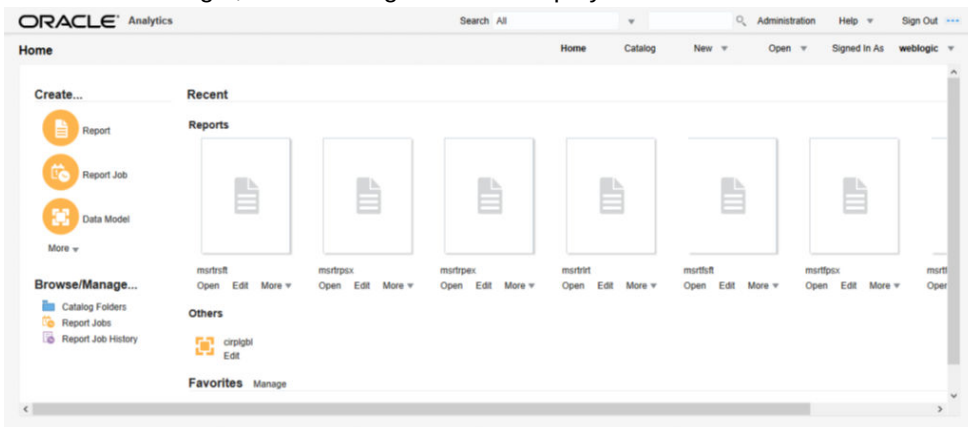 ORACLE Analytics Search All Administration Help Sign Out
Home Home Catalog New Open Signed In As weblogic
Create...
Report
Report Job
Data Model
More
Browse/Manage...
Catalog Folders
Report Jobs
Report Job History
Recent
Reports
msrtrsft msrtrpsx msrtrpex msrtrirt msrtfsft msrtfpsx
Open Edit More Open Edit More Open Edit More Open Edit More Open Edit More Open Edit More Open
Others
cirplgbl
Edit
Favorites Manage